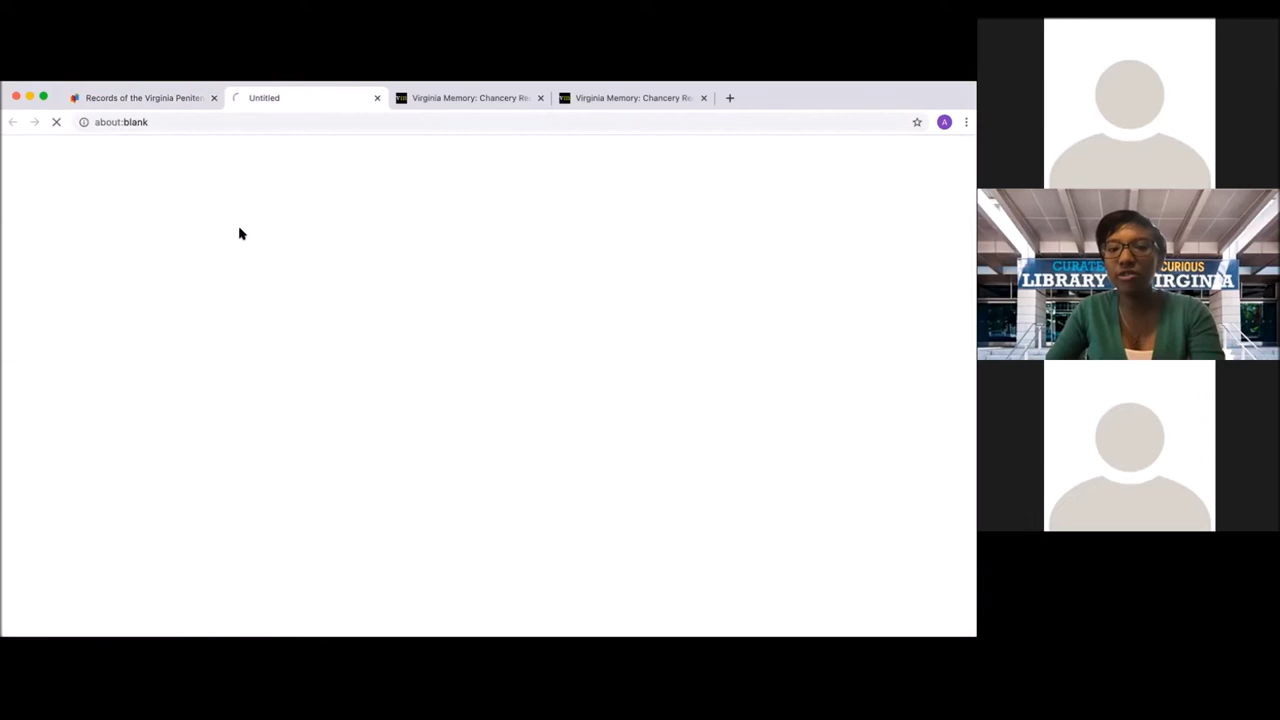 Records of the Virginia Peniten
Untitled
Virginia Memory: Chancery Re
Virginia Memory: Chancery Re
about:blank
A
CURATE
CURIOUS
LIBRARY
IRGINIA